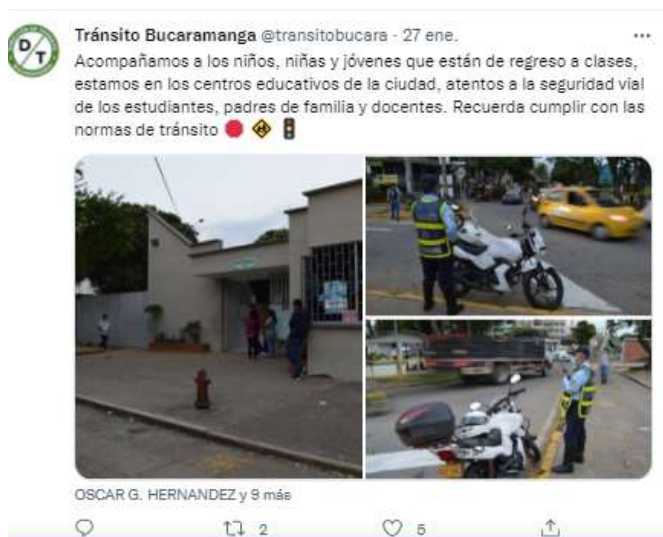 D/T
Tránsito Bucaramanga @transitobucara · 27 ene.
Acompañamos a los niños, niñas y jóvenes que están de regreso a clases,
estamos en los centros educativos de la ciudad, atentos a la seguridad vial
de los estudiantes, padres de familia y docentes. Recuerda cumplir con las
normas de tránsito
OSCAR G. HERNANDEZ y 9 más
2
5